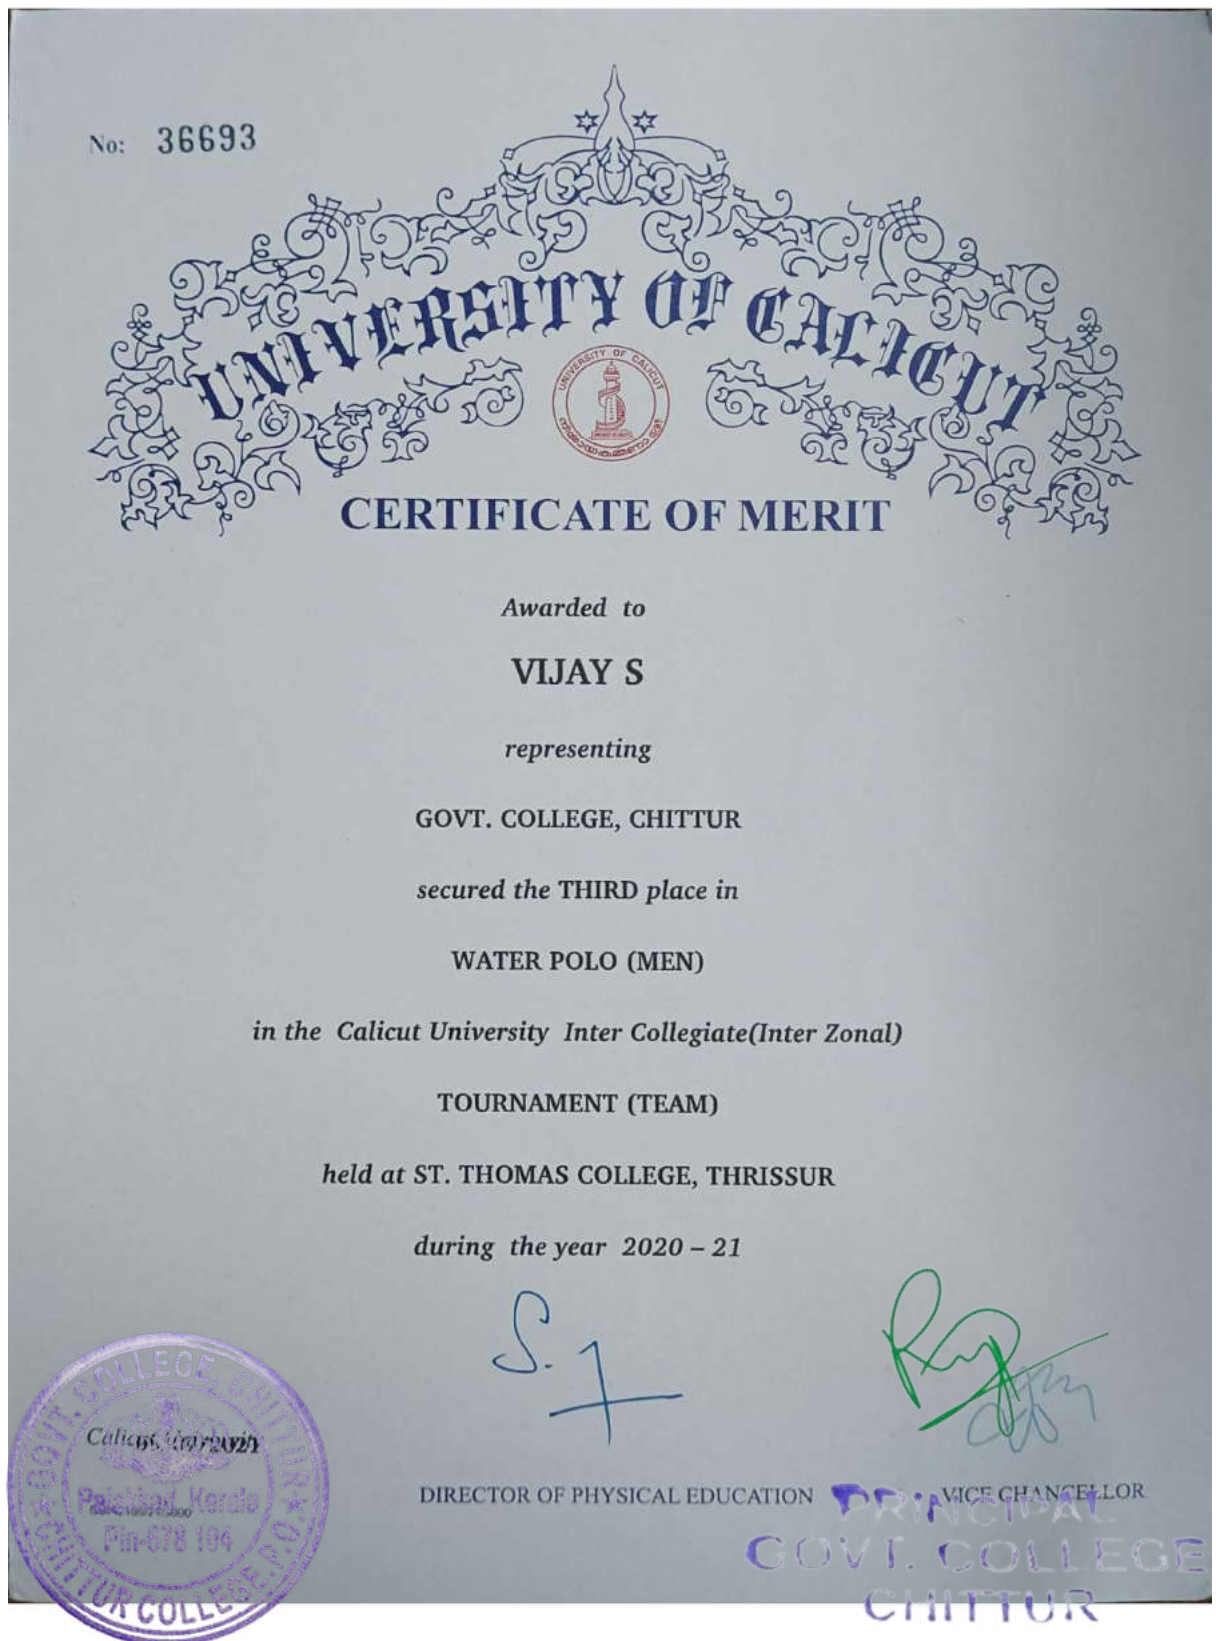 No: 36693
UNIVERSITY OF CALICUT
UNIVERSITY OF CALICUT
CERTIFICATE OF MERIT
Awarded to
VIJAY S
representing
GOVT. COLLEGE, CHITTUR
secured the THIRD place in
WATER POLO (MEN)
in the Calicut University Inter Collegiate(Inter Zonal)
TOURNAMENT (TEAM)
held at ST. THOMAS COLLEGE, THRISSUR
during the year 2020 – 21
GOVT. COLLEGE, CHITTUR
Calicut University
2021
Palakkad, Kerala
Pin-678 104
CHITTUR COLLEGE.P.O.
DIRECTOR OF PHYSICAL EDUCATION
VICE CHANCELLOR
PRINCIPAL
GOVT. COLLEGE
CHITTUR